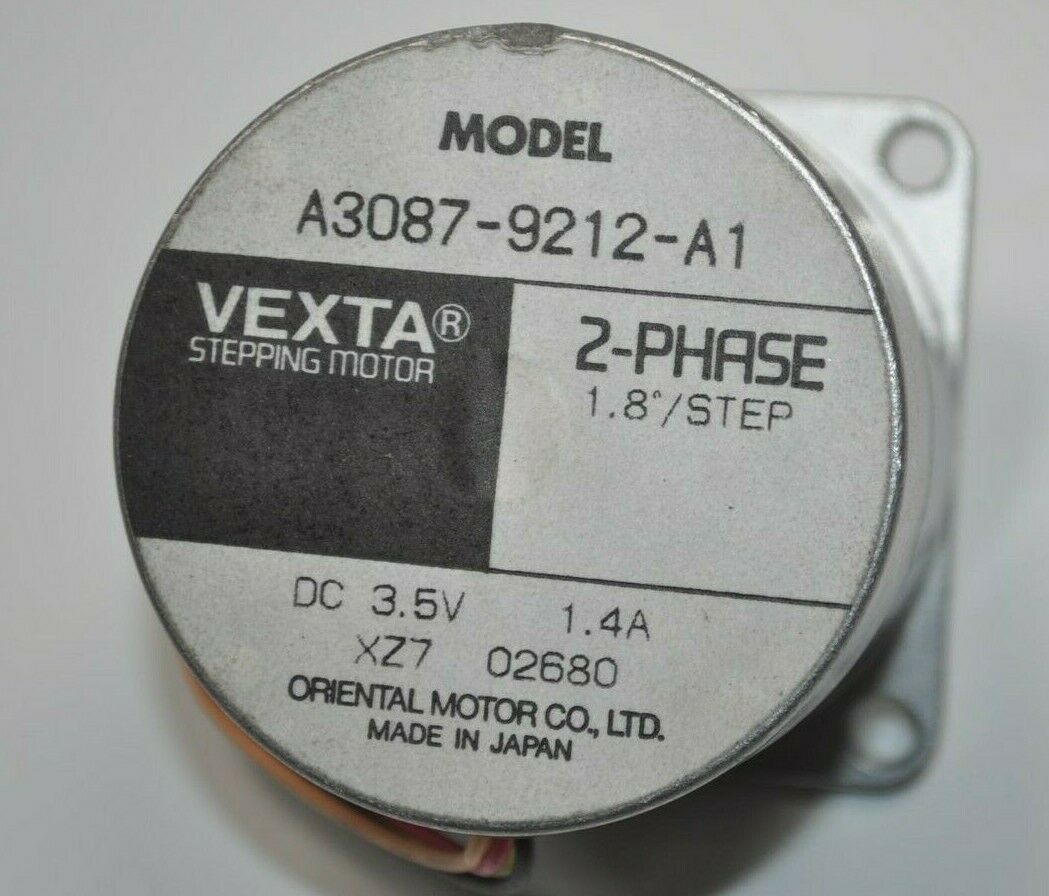 MODEL
A3087-9212-A1
VEXTA®
STEPPING MOTOR
2-PHASE
1.8°/STEP
DC 3.5V 1.4A
XZ7 02680
ORIENTAL MOTOR CO., LTD.
MADE IN JAPAN